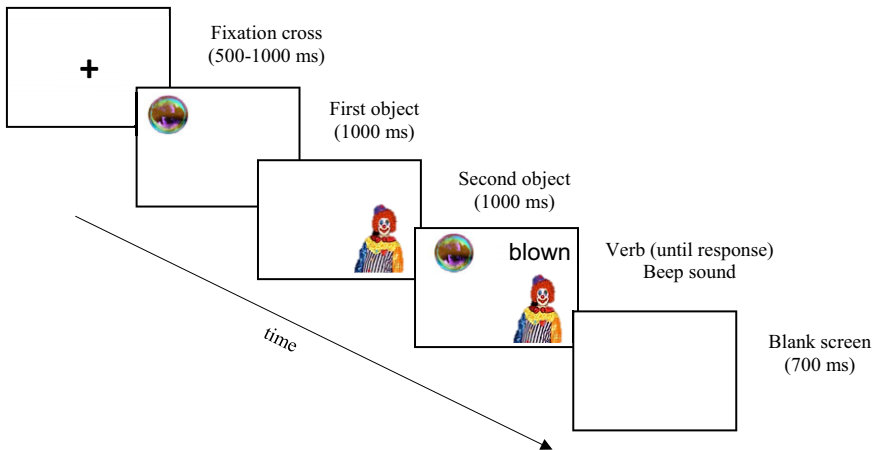 +
Fixation cross
(500-1000 ms)
First object
(1000 ms)
Second object
(1000 ms)
blown
Verb (until response)
Beep sound
Blank screen
(700 ms)
time